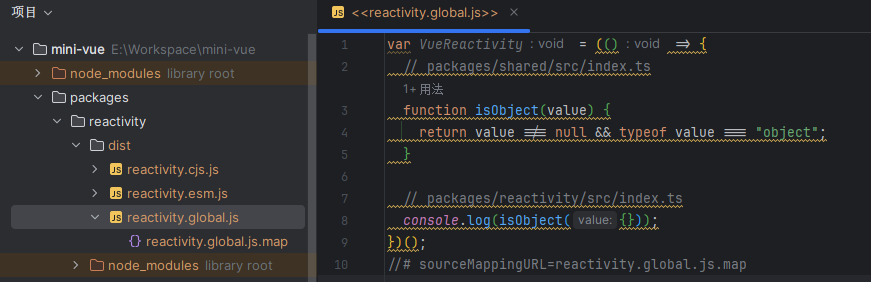 项目
mini-vue E:\Workspace\mini-vue
node_modules library root
packages
reactivity
dist
reactivity.cjs.js
reactivity.esm.js
reactivity.global.js
reactivity.global.js.map
node_modules library root
<<reactivity.global.js>>
1 var VueReactivity : void = (() : void => {
2 // packages/shared/src/index.ts
1+ 用法
3 function isObject(value) {
4 return value !== null && typeof value === "object";
5 }
6
7 // packages/reactivity/src/index.ts
8 console.log(isObject( value: {}));
9 })();
10 //# sourceMappingURL=reactivity.global.js.map